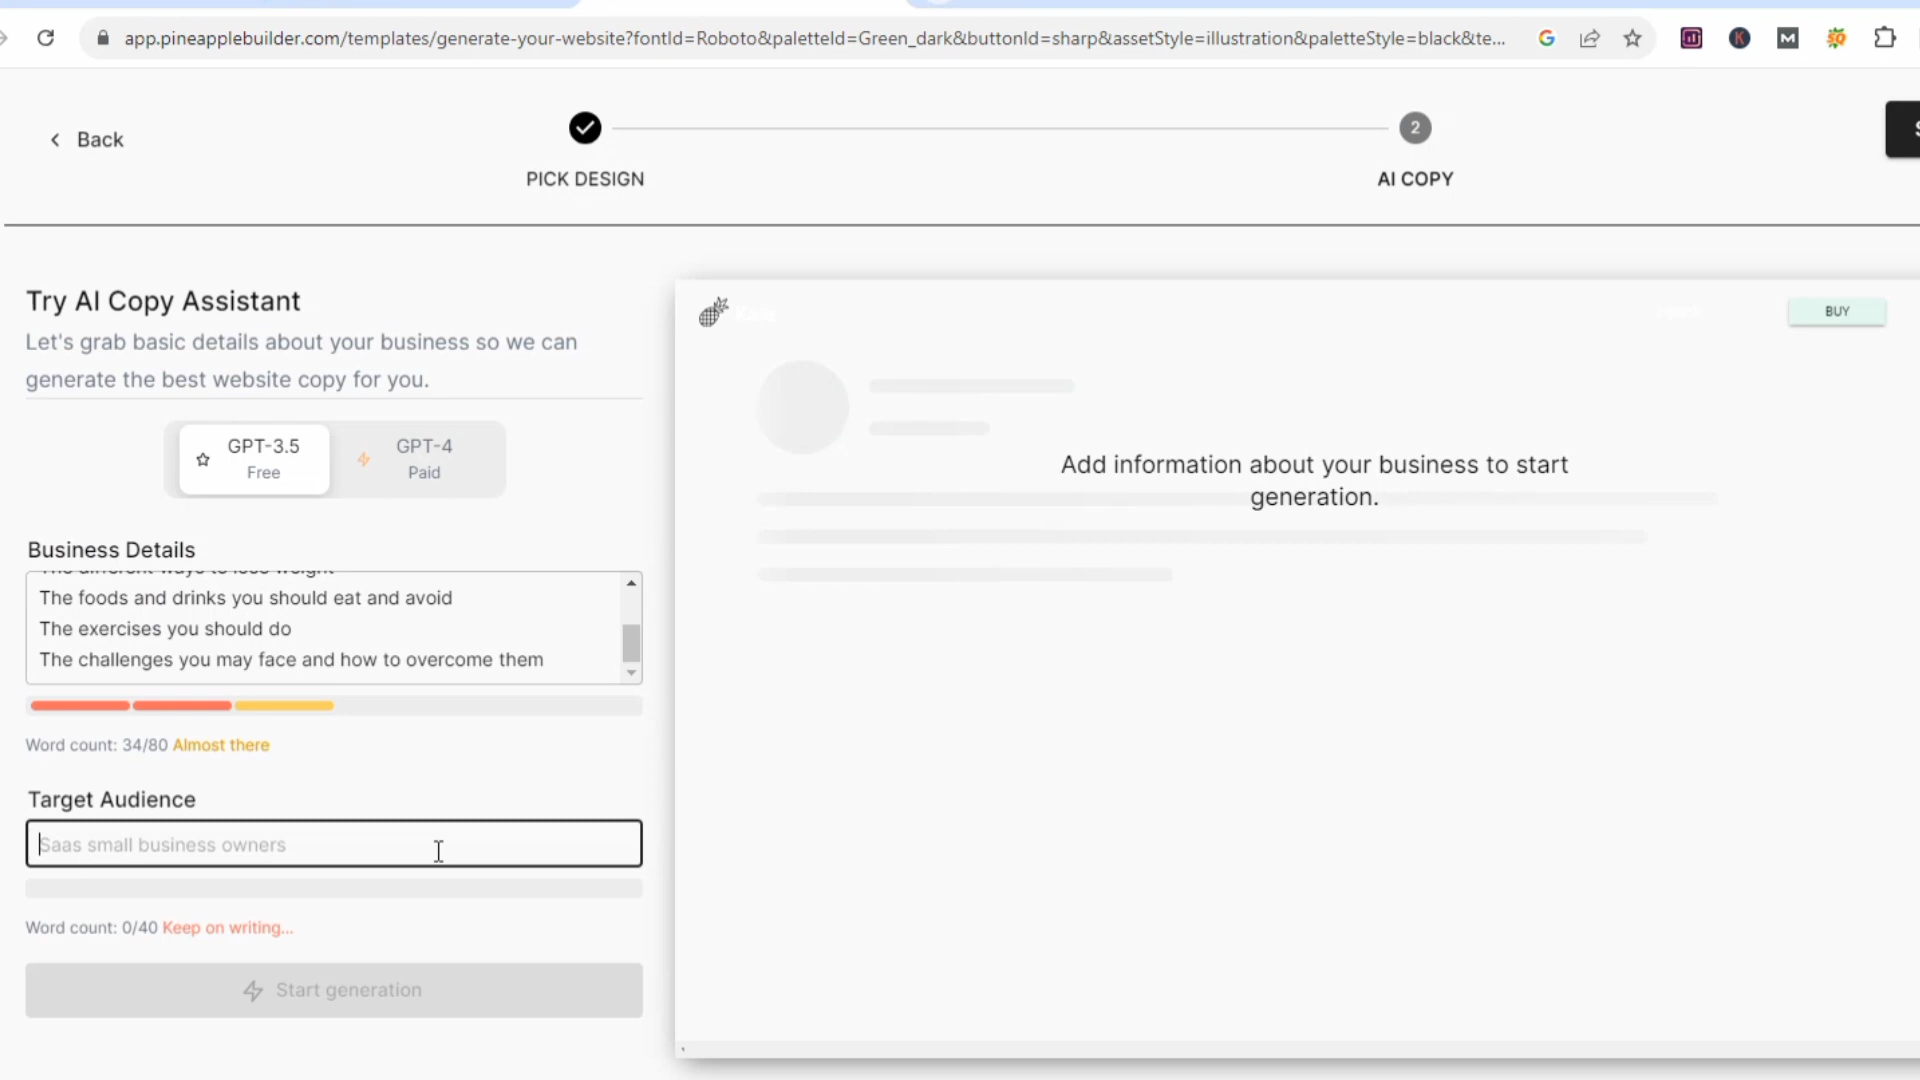 app.pineapplebuilder.com/templates/generate-your-website?fontId=Roboto&paletteId=Green_dark&buttonId=sharp&assetStyle=illustration&paletteStyle=black&te...
Back
2
PICK DESIGN
AI COPY
Try AI Copy Assistant
Let's grab basic details about your business so we can
generate the best website copy for you.
GPT-3.5
Free
GPT-4
Paid
BUY
Add information about your business to start
generation.
Business Details
The different ways to lose weight
The foods and drinks you should eat and avoid
The exercises you should do
The challenges you may face and how to overcome them
Word count: 34/80 Almost there
Target Audience
Saas small business owners
Word count: 0/40 Keep on writing...
Start generation